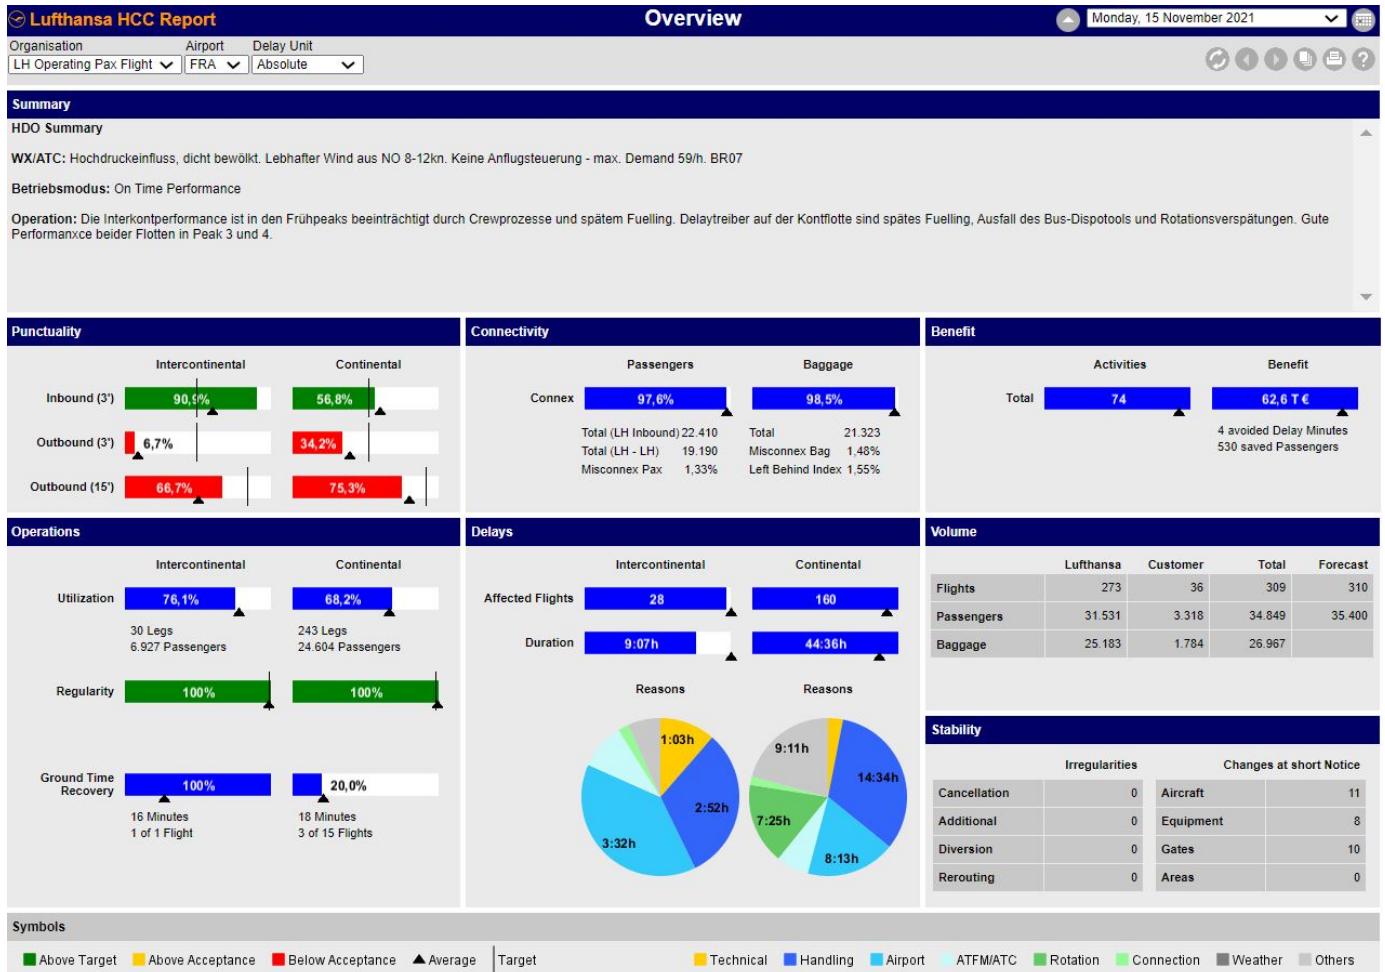 Lufthansa HCC Report
Overview
Monday, 15 November 2021
Organisation Airport Delay Unit
LH Operating Pax Flight FRA Absolute
Summary
HDO Summary
WX/ATC: Hochdruckeinfluss, dicht bewölkt. Lebhafter Wind aus NO 8-12kn. Keine Anflugsteuerung - max. Demand 59/h. BR07
Betriebsmodus: On Time Performance
Operation: Die Interkontperformance ist in den Frühpeaks beeinträchtigt durch Crewprozesse und spätem Fuelling. Delaytreiber auf der Kontflotte sind spätes Fuelling, Ausfall des Bus-Dispotools und Rotationsverspätungen. Gute
Performanxce beider Flotten in Peak 3 und 4.
Punctuality
Intercontinental Continental
Inbound (3') 90,9% 56,8%
Outbound (3') 6,7% 34,2%
Outbound (15') 66,7% 75,3%
Connectivity
Passengers Baggage
Connex 97,6% 98,5%
Total (LH Inbound) 22.410 Total 21.323
Total (LH - LH) 19.190 Misconnex Bag 1,48%
Misconnex Pax 1,33% Left Behind Index 1,55%
Benefit
Activities Benefit
Total 74 62,6 T €
4 avoided Delay Minutes
530 saved Passengers
Operations
Intercontinental Continental
Utilization 76,1% 68,2%
30 Legs 243 Legs
6.927 Passengers 24.604 Passengers
Regularity 100% 100%
Ground Time
Recovery 100% 20,0%
16 Minutes 18 Minutes
1 of 1 Flight 3 of 15 Flights
Delays
Intercontinental Continental
Affected Flights 28 160
Duration 9:07h 44:36h
Reasons Reasons
1:03h
2:52h
3:32h
9:11h
14:34h
7:25h
8:13h
Volume
Lufthansa Customer Total Forecast
Flights 273 36 309 310
Passengers 31.531 3.318 34.849 35.400
Baggage 25.183 1.784 26.967
Stability
Irregularities Changes at short Notice
Cancellation 0 Aircraft 11
Additional 0 Equipment 8
Diversion 0 Gates 10
Rerouting 0 Areas 0
Symbols
Above Target Above Acceptance Below Acceptance Average Target Technical Handling Airport ATFM/ATC Rotation Connection Weather Others